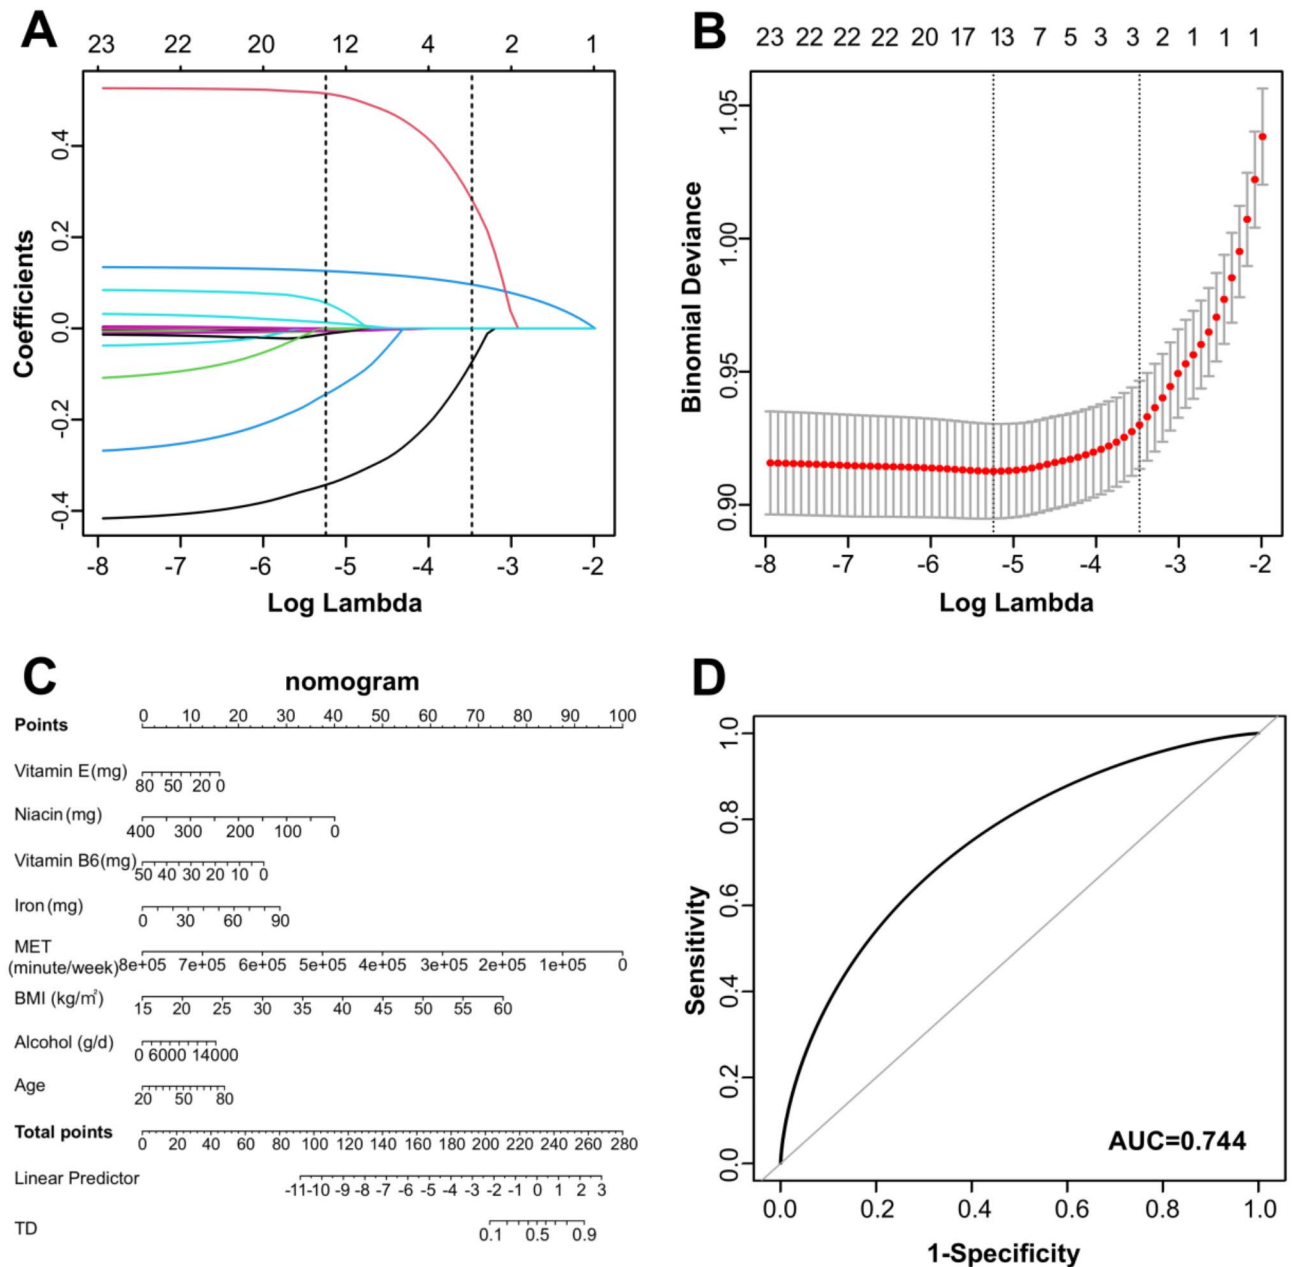 A
23 22 20 12 4 2 1
Coefficients
0.4
0.2
0.0
-0.2
-0.4
-8 -7 -6 -5 -4 -3 -2
Log Lambda
B
23 22 22 22 20 17 13 7 5 3 3 2 1 1 1
Binomial Deviance
1.05
1.00
0.95
0.90
-8 -7 -6 -5 -4 -3 -2
Log Lambda
C
nomogram
Points
0 10 20 30 40 50 60 70 80 90 100
Vitamin E(mg)
80 50 20 0
Niacin(mg)
400 300 200 100 0
Vitamin B6(mg)
50 40 30 20 10 0
Iron(mg)
0 30 60 90
MET
(minute/week)
8e+05 7e+05 6e+05 5e+05 4e+05 3e+05 2e+05 1e+05 0
BMI (kg/m²)
15 20 25 30 35 40 45 50 55 60
Alcohol (g/d)
0 6000 14000
Age
20 50 80
Total points
0 20 40 60 80 100 120 140 160 180 200 220 240 260 280
Linear Predictor
-11 -10 -9 -8 -7 -6 -5 -4 -3 -2 -1 0 1 2 3
TD
0.1 0.5 0.9
D
Sensitivity
1.0
0.8
0.6
0.4
0.2
0.0
AUC=0.744
0.0 0.2 0.4 0.6 0.8 1.0
1-Specificity